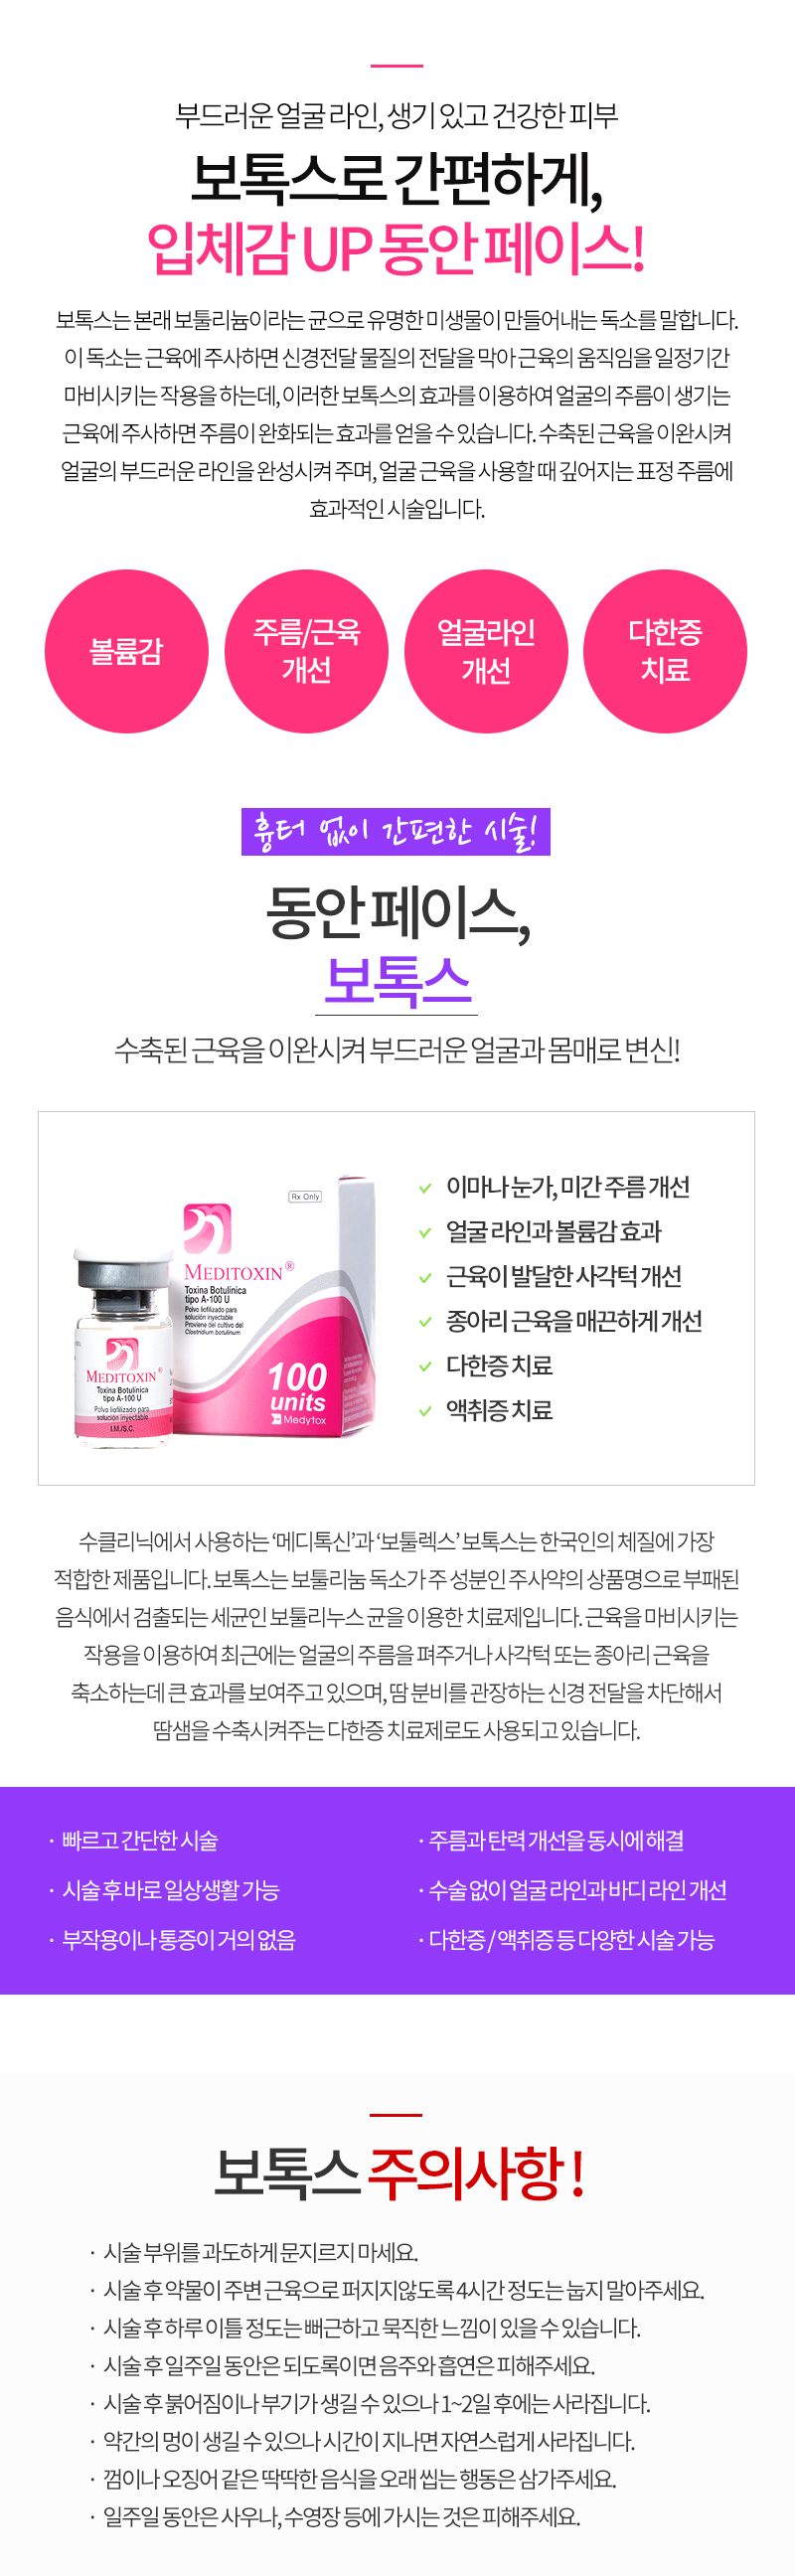 부드러운 얼굴 라인, 생기 있고 건강한 피부
보톡스로 간편하게,
입체감 UP 동안 페이스!
보톡스는 본래 보툴리늄이라는 균으로 유명한 미생물이 만들어내는 독소를 말합니다.
이 독소는 근육에 주사하면 신경전달 물질의 전달을 막아 근육의 움직임을 일정기간
마비시키는 작용을 하는데, 이러한 보톡스의 효과를 이용하여 얼굴의 주름이 생기는
근육에 주사하면 주름이 완화되는 효과를 얻을 수 있습니다. 수축된 근육을 이완시켜
얼굴의 부드러운 라인을 완성시켜 주며, 얼굴 근육을 사용할 때 깊어지는 표정 주름에
효과적인 시술입니다.
볼륨감
주름/근육
개선
얼굴라인
개선
다한증
치료
흉터 없이 간편한 시술!
동안 페이스,
보톡스
수축된 근육을 이완시켜 부드러운 얼굴과 몸매로 변신!
Rx Only
MEDITOXIN®
Toxina Botulínica
tipo A-100 U
Polvo liofilizado para
solución inyectable
Proviene del cultivo del
Clostridium botulinum
100
units
Medytox
MEDITOXIN®
Toxina Botulínica
tipo A-100 U
Polvo liofilizado para
solución inyectable
I.M./S.C.
이마나 눈가, 미간 주름 개선
얼굴 라인과 볼륨감 효과
근육이 발달한 사각턱 개선
종아리 근육을 매끈하게 개선
다한증 치료
액취증 치료
수클리닉에서 사용하는 ‘메디톡신’과 ‘보툴렉스’ 보톡스는 한국인의 체질에 가장
적합한 제품입니다. 보톡스는 보툴리눔 독소가 주 성분인 주사약의 상품명으로 부패된
음식에서 검출되는 세균인 보툴리누스 균을 이용한 치료제입니다. 근육을 마비시키는
작용을 이용하여 최근에는 얼굴의 주름을 펴주거나 사각턱 또는 종아리 근육을
축소하는데 큰 효과를 보여주고 있으며, 땀 분비를 관장하는 신경 전달을 차단해서
땀샘을 수축시켜주는 다한증 치료제로도 사용되고 있습니다.
· 빠르고 간단한 시술
· 시술 후 바로 일상생활 가능
· 부작용이나 통증이 거의 없음
· 주름과 탄력 개선을 동시에 해결
· 수술 없이 얼굴 라인과 바디 라인 개선
· 다한증 / 액취증 등 다양한 시술 가능
보톡스 주의사항 !
· 시술 부위를 과도하게 문지르지 마세요.
· 시술 후 약물이 주변 근육으로 퍼지지않도록 4시간 정도는 눕지 말아주세요.
· 시술 후 하루 이틀 정도는 뻐근하고 묵직한 느낌이 있을 수 있습니다.
· 시술 후 일주일 동안은 되도록이면 음주와 흡연은 피해주세요.
· 시술 후 붉어짐이나 부기가 생길 수 있으나 1~2일 후에는 사라집니다.
· 약간의 멍이 생길 수 있으나 시간이 지나면 자연스럽게 사라집니다.
· 껌이나 오징어 같은 딱딱한 음식을 오래 씹는 행동은 삼가주세요.
· 일주일 동안은 사우나, 수영장 등에 가시는 것은 피해주세요.